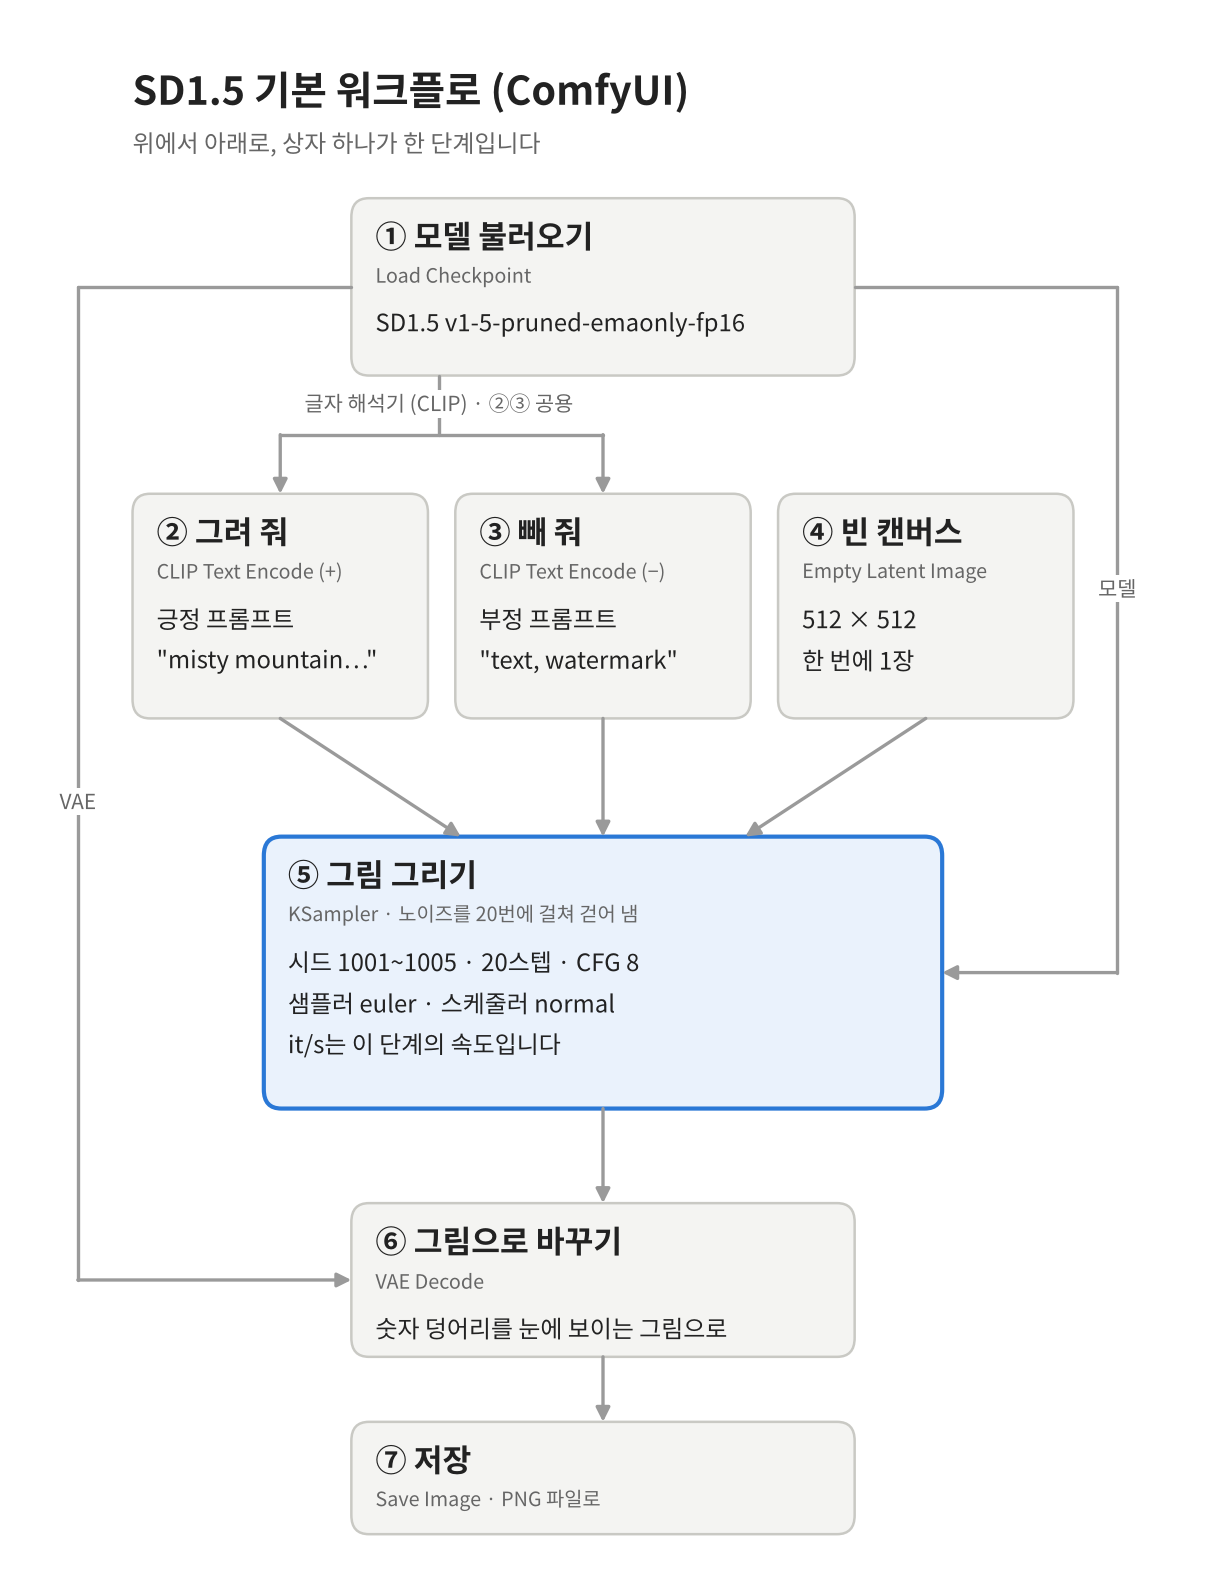 SD1.5 기본 워크플로 (ComfyUI)
위에서 아래로, 상자 하나가 한 단계입니다
① 모델 불러오기
Load Checkpoint
SD1.5 v1-5-pruned-emaonly-fp16
글자 해석기 (CLIP) · ②③ 공용
② 그려 줘
CLIP Text Encode (+)
긍정 프롬프트
"misty mountain…"
③ 빼 줘
CLIP Text Encode (−)
부정 프롬프트
"text, watermark"
④ 빈 캔버스
Empty Latent Image
512 × 512
한 번에 1장
모델
VAE
⑤ 그림 그리기
KSampler · 노이즈를 20번에 걸쳐 걷어 냄
시드 1001~1005 · 20스텝 · CFG 8
샘플러 euler · 스케줄러 normal
it/s는 이 단계의 속도입니다
⑥ 그림으로 바꾸기
VAE Decode
숫자 덩어리를 눈에 보이는 그림으로
⑦ 저장
Save Image · PNG 파일로